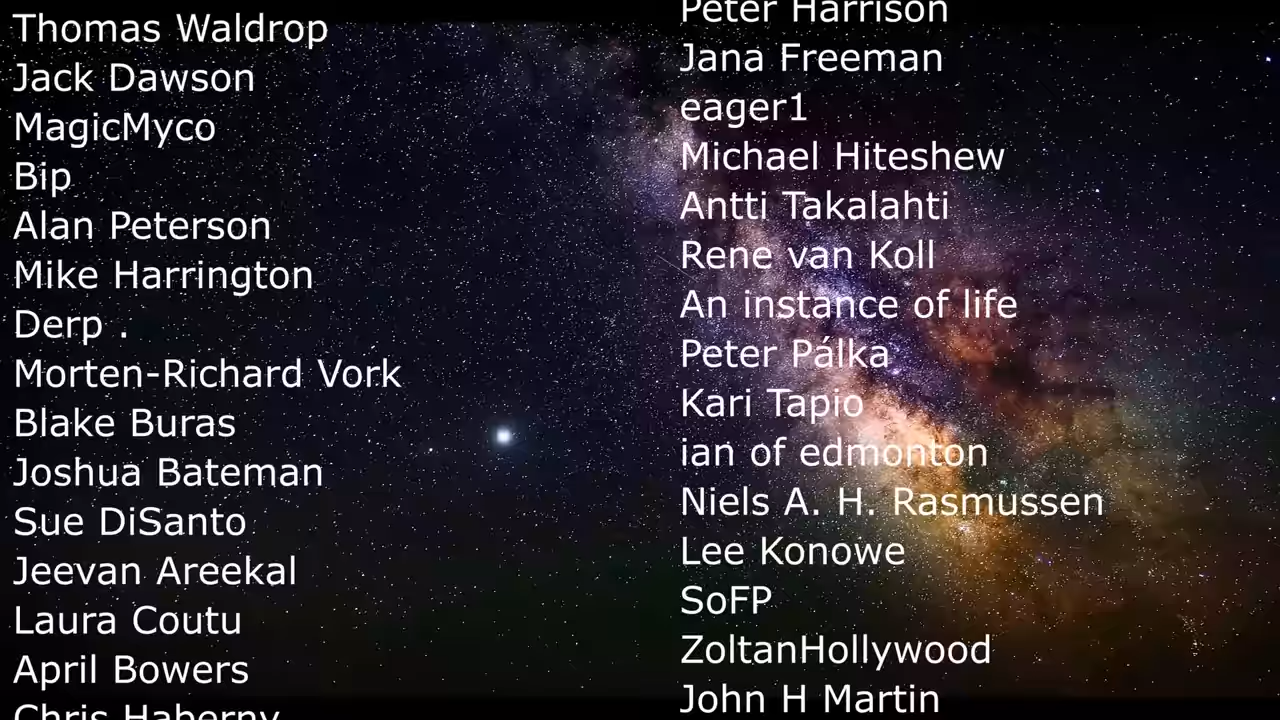 Thomas Waldrop
Jack Dawson
MagicMyco
Bip
Alan Peterson
Mike Harrington
Derp .
Morten-Richard Vork
Blake Buras
Joshua Bateman
Sue DiSanto
Jeevan Areekal
Laura Coutu
April Bowers
Chris Haberny
Peter Harrison
Jana Freeman
eager1
Michael Hiteshew
Antti Takalahti
Rene van Koll
An instance of life
Peter Pálka
Kari Tapio
ian of edmonton
Niels A. H. Rasmussen
Lee Konowe
SoFP
ZoltanHollywood
John H Martin